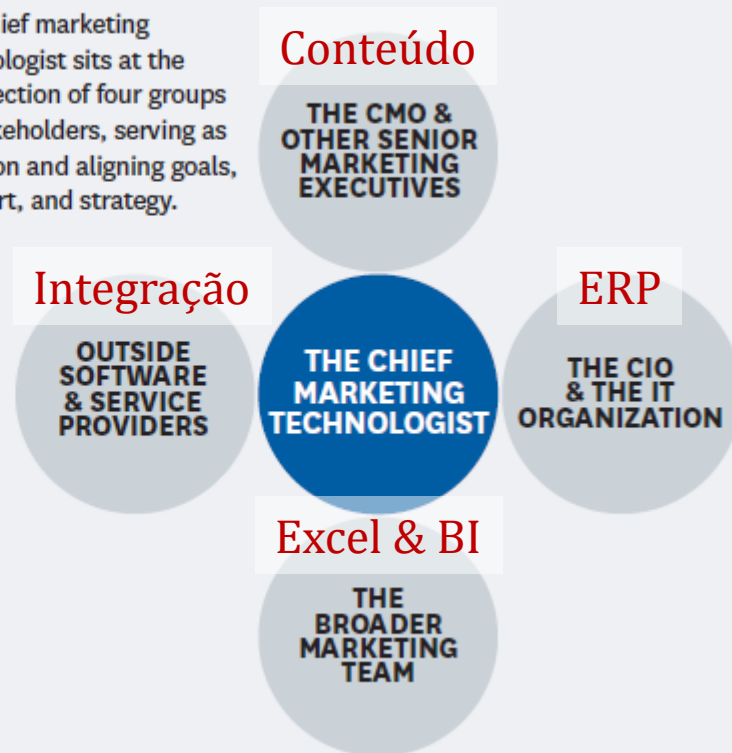 ief marketing
ologist sits at the
ection of four groups
keholders, serving as
on and aligning goals,
rt, and strategy.
Conteúdo
THE CMO &
OTHER SENIOR
MARKETING
EXECUTIVES
Integração
OUTSIDE
SOFTWARE
& SERVICE
PROVIDERS
THE CHIEF
MARKETING
TECHNOLOGIST
ERP
THE CIO
& THE IT
ORGANIZATION
Excel & BI
THE
BROADER
MARKETING
TEAM